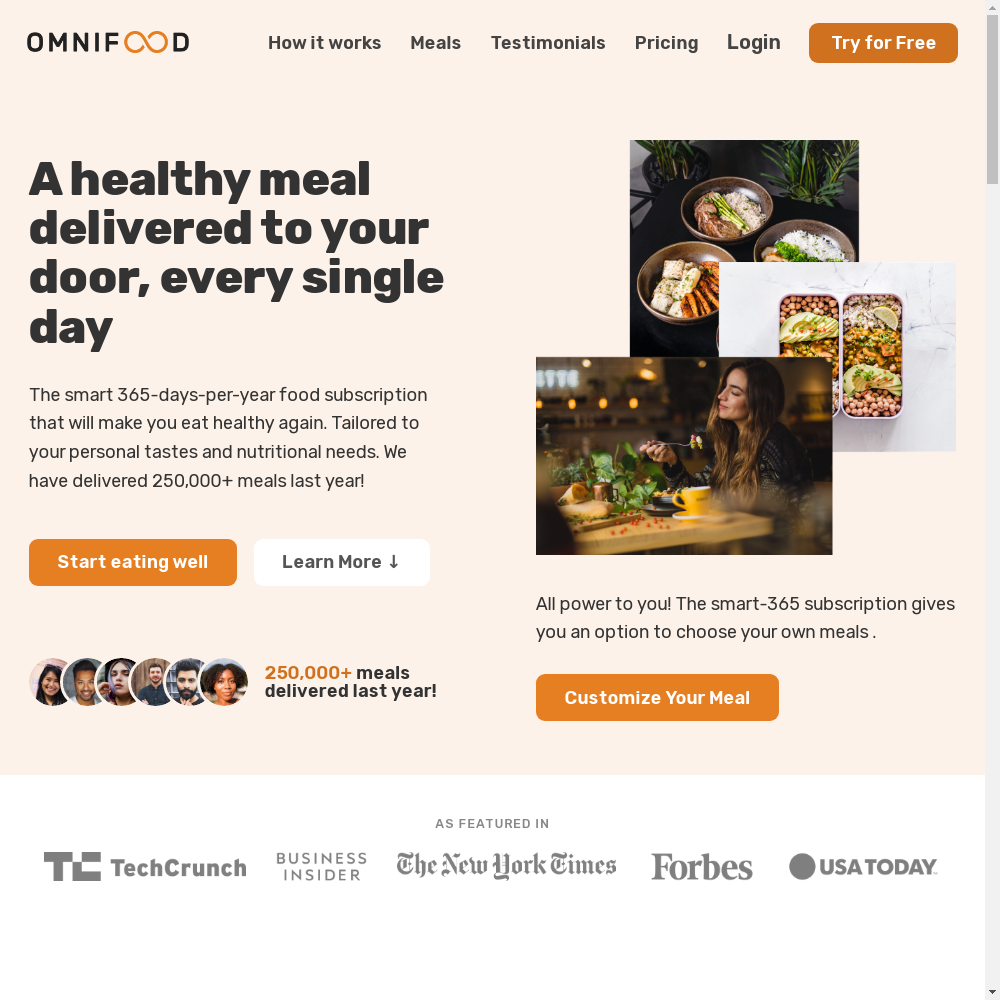 OMNIFOOD
How it works Meals Testimonials Pricing Login Try for Free
A healthy meal
delivered to your
door, every single
day
The smart 365-days-per-year food subscription
that will make you eat healthy again. Tailored to
your personal tastes and nutritional needs. We
have delivered 250,000+ meals last year!
Start eating well
Learn More ↓
250,000+ meals
delivered last year!
All power to you! The smart-365 subscription gives
you an option to choose your own meals .
Customize Your Meal
AS FEATURED IN
TC TechCrunch
BUSINESS
INSIDER
The New York Times
Forbes
USA TODAY